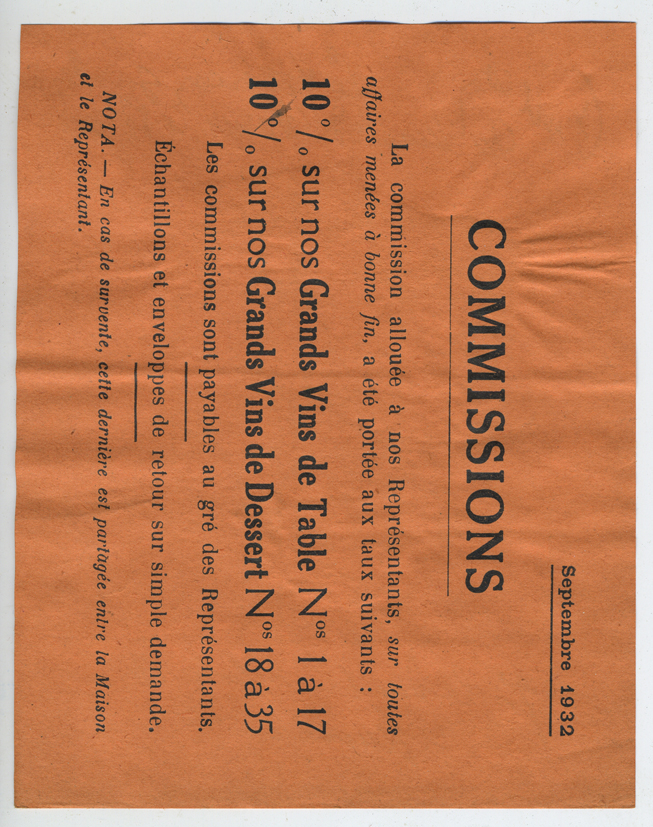 Septembre 1932
COMMISSIONS
La commission allouée à nos Représentants, sur toutes
affaires menées à bonne fin, a été portée aux taux suivants :
10 % sur nos Grands Vins de Table Nos 1 à 17
10 % sur nos Grands Vins de Dessert Nos 18 à 35
Les commissions sont payables au gré des Représentants.
Échantillons et enveloppes de retour sur simple demande.
NOTA. — En cas de survente, cette dernière est partagée entre la Maison
et le Représentant.